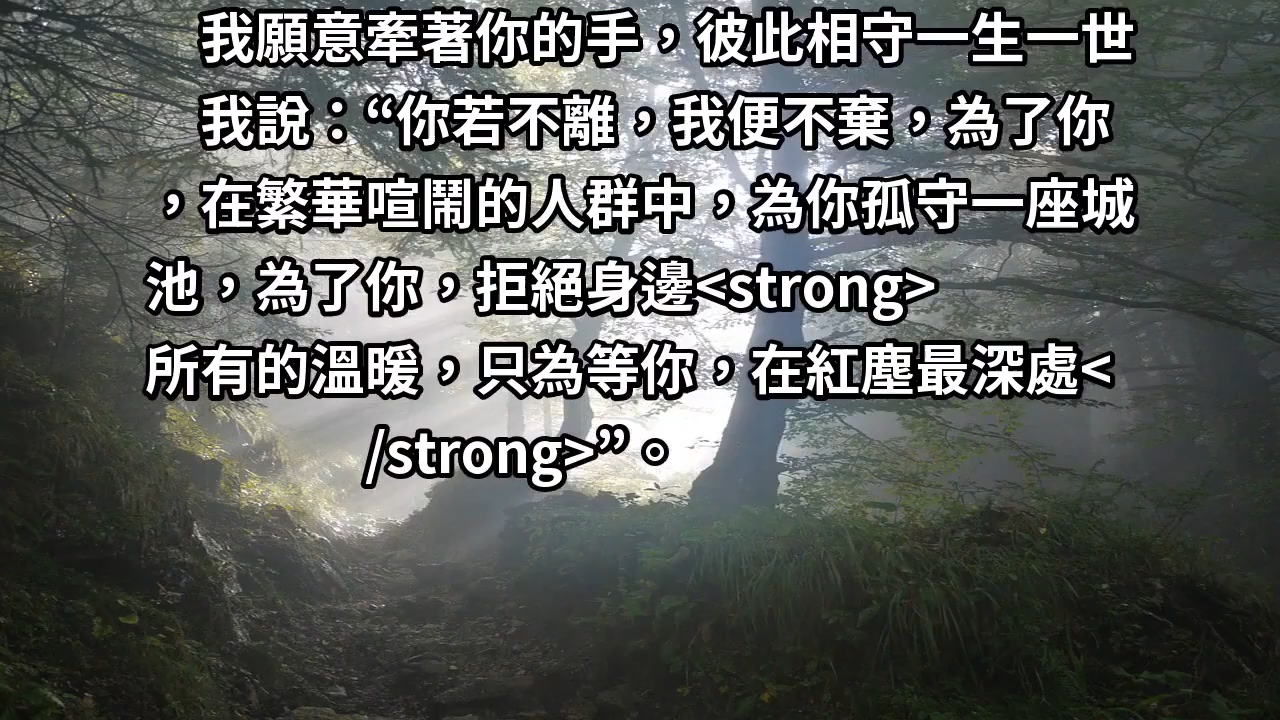 我願意牽著你的手，彼此相守一生一世
我說：“你若不離，我便不棄，為了你
，在繁華喧鬧的人群中，為你孤守一座城
池，為了你，拒絕身邊<strong>
所有的溫暖，只為等你，在紅塵最深處<
/strong>”。